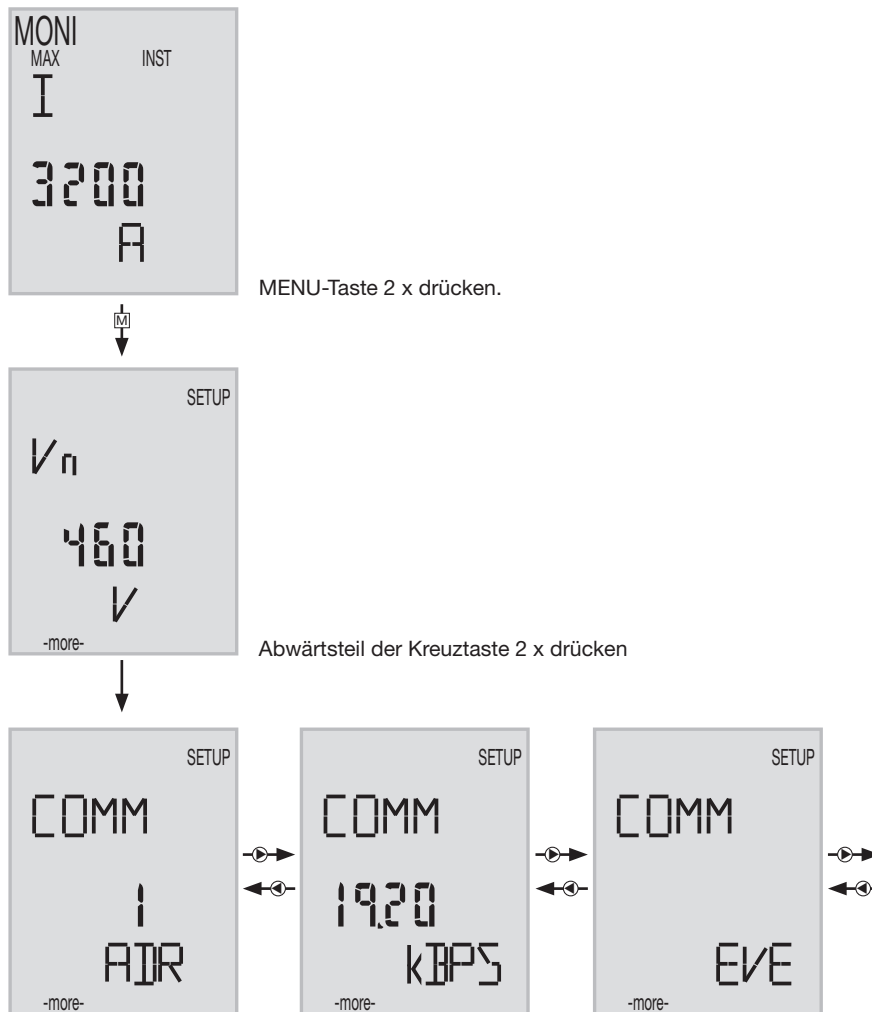 MONI
MAX INST
I
3200
A
MENU-Taste 2 x drücken.
M
SETUP
Vn
460
V
-more-
Abwärtsteil der Kreuztaste 2 x drücken
SETUP
COMM
1
ADR
-more-
SETUP
COMM
19.20
kBPS
-more-
SETUP
COMM
EVE
-more-